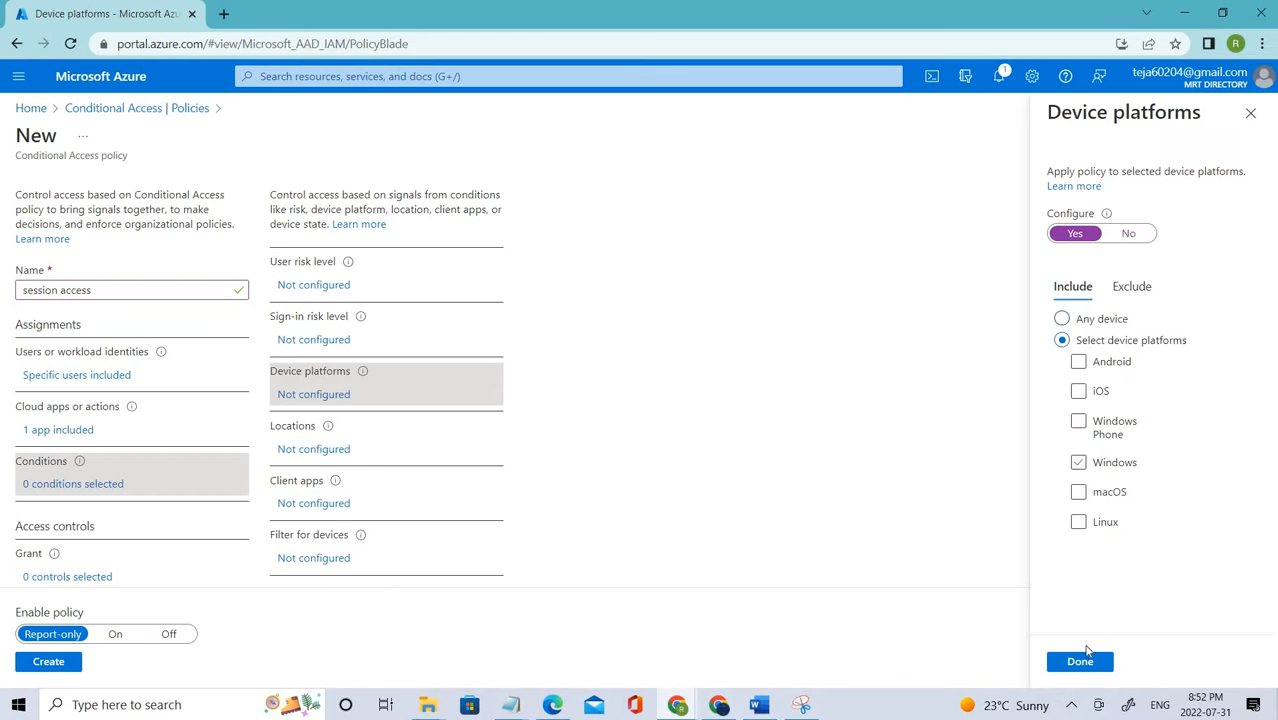 Device platforms - Microsoft Azu
portal.azure.com/#view/Microsoft_AAD_IAM/PolicyBlade
R
Microsoft Azure
Search resources, services, and docs (G+/)
1
teja60204@gmail.com
MRT DIRECTORY
Home > Conditional Access | Policies >
New ...
Conditional Access policy
Control access based on Conditional Access
policy to bring signals together, to make
decisions, and enforce organizational policies.
Learn more
Name *
session access
Assignments
Users or workload identities
Specific users included
Cloud apps or actions
1 app included
Conditions
0 conditions selected
Access controls
Grant
0 controls selected
Enable policy
Report-only On Off
Create
Control access based on signals from conditions
like risk, device platform, location, client apps, or
device state. Learn more
User risk level
Not configured
Sign-in risk level
Not configured
Device platforms
Not configured
Locations
Not configured
Client apps
Not configured
Filter for devices
Not configured
Device platforms
Apply policy to selected device platforms.
Learn more
Configure
Yes No
Include Exclude
Any device
Select device platforms
Android
iOS
Windows
Phone
Windows
macOS
Linux
Done
Type here to search
23°C Sunny
ENG
8:52 PM
2022-07-31